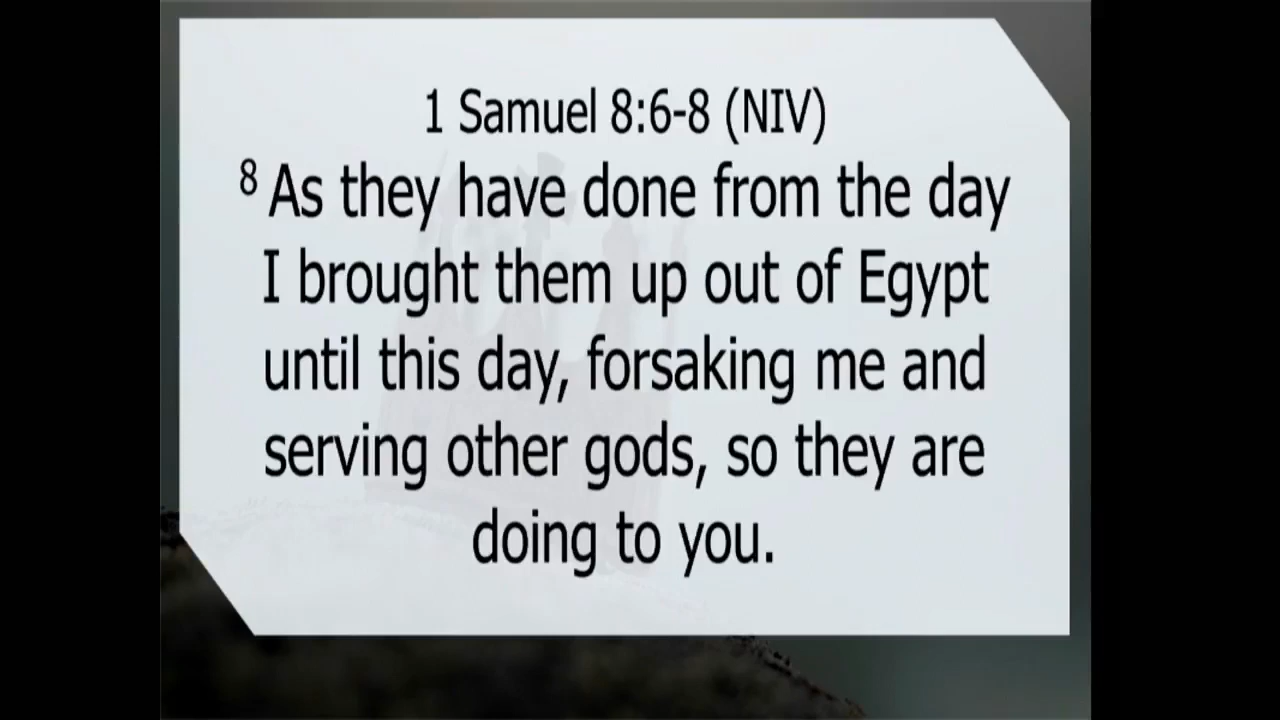 1 Samuel 8:6-8 (NIV)
8 As they have done from the day
I brought them up out of Egypt
until this day, forsaking me and
serving other gods, so they are
doing to you.